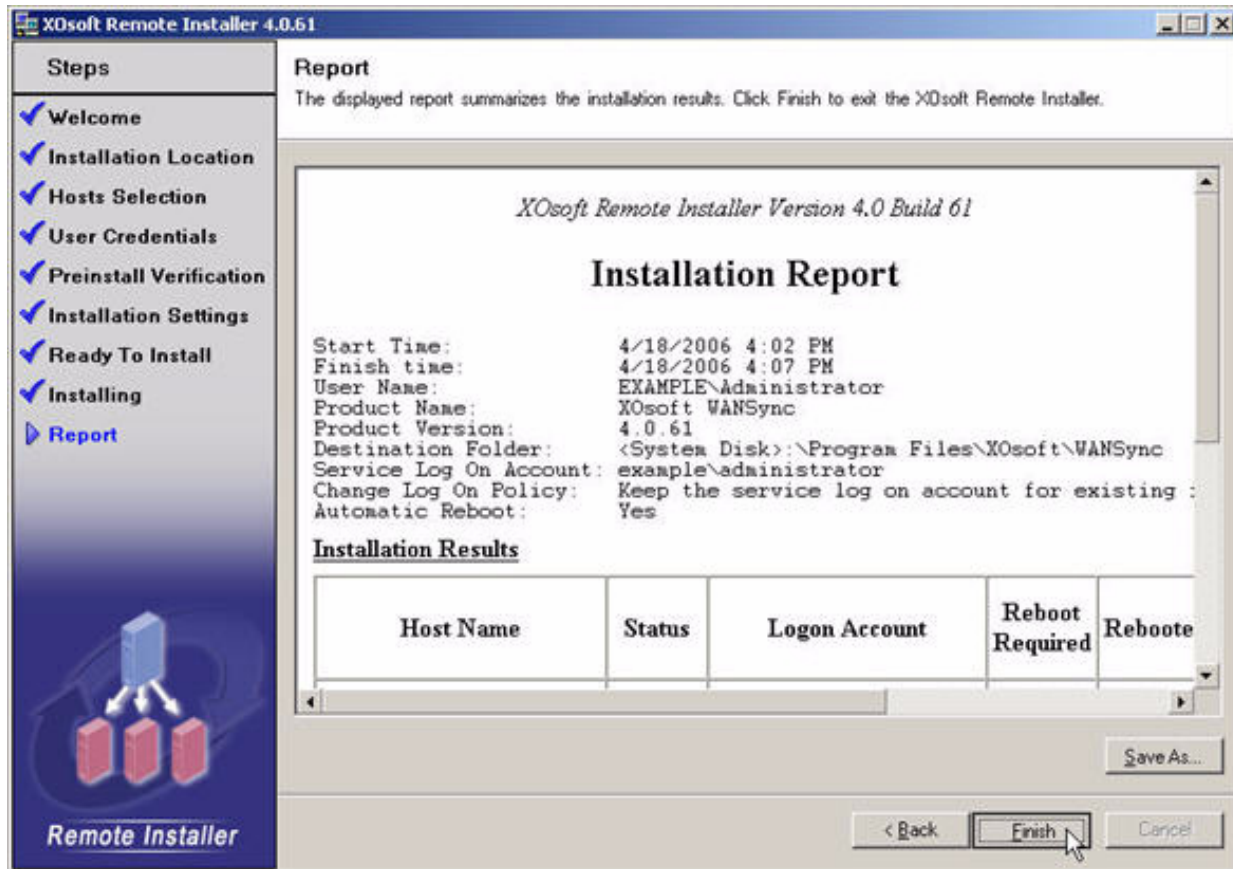 XOsoft Remote Installer 4.0.61
Steps
Welcome
Installation Location
Hosts Selection
User Credentials
Preinstall Verification
Installation Settings
Ready To Install
Installing
Report
Remote Installer
Report
The displayed report summarizes the installation results. Click Finish to exit the XOsoft Remote Installer.
XOsoft Remote Installer Version 4.0 Build 61
Installation Report
Start Time: 4/18/2006 4:02 PM
Finish time: 4/18/2006 4:07 PM
User Name: EXAMPLE\Administrator
Product Name: XOsoft WANSync
Product Version: 4.0.61
Destination Folder: <System Disk>:\Program Files\XOsoft\WANSync
Service Log On Account: example\administrator
Change Log On Policy: Keep the service log on account for existing
Automatic Reboot: Yes
Installation Results
Host Name Status Logon Account Reboot Required Reboote
Save As...
< Back Finish Cancel